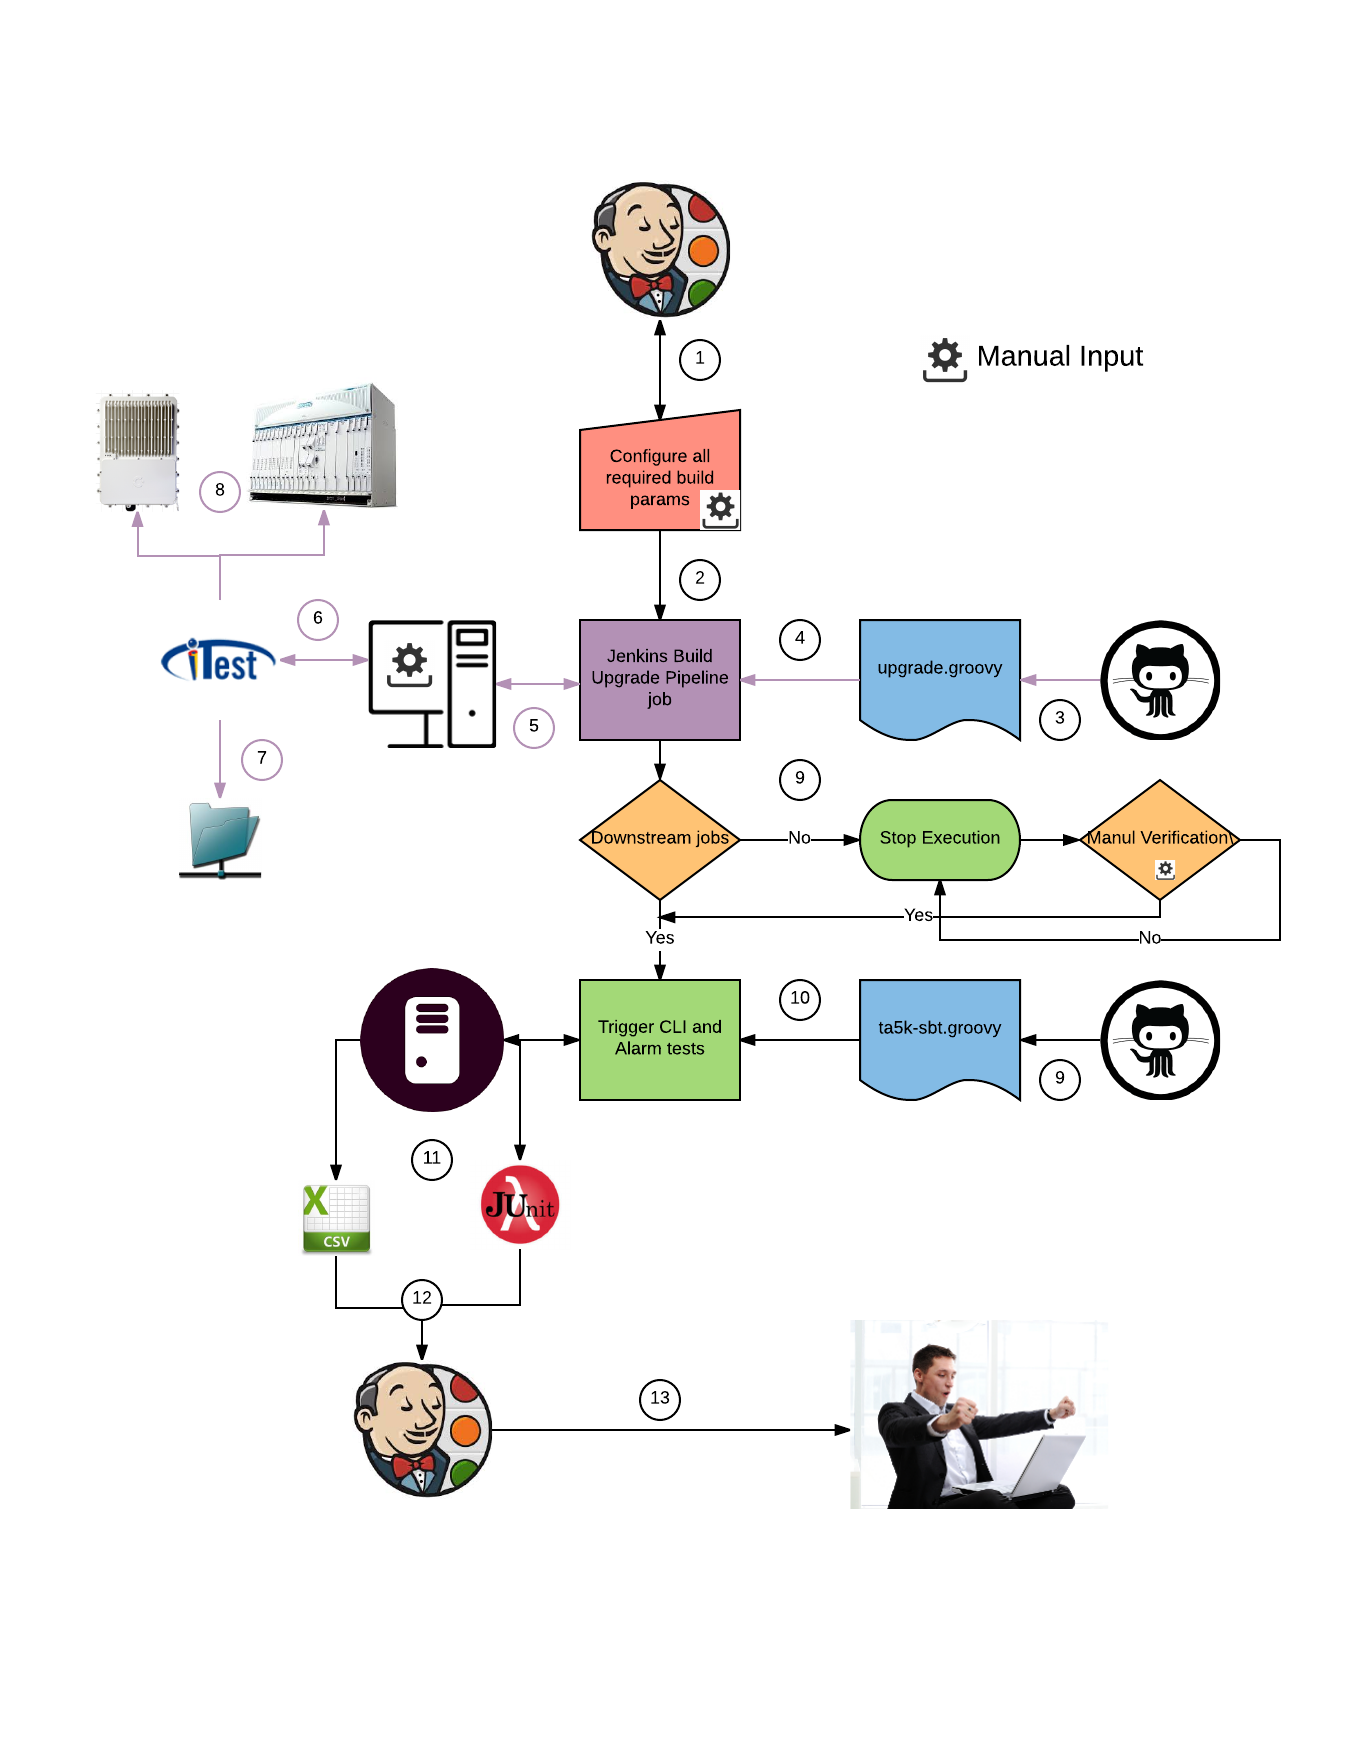 1
Manual Input
Configure all
required build
params
8
2
6
4
Jenkins Build
Upgrade Pipeline
job
upgrade.groovy
iTest
5
3
7
9
Downstream jobs
No
Stop Execution
Manul Verification\
Yes
Yes
No
10
Trigger CLI and
Alarm tests
ta5k-sbt.groovy
9
11
JUnit
X
CSV
12
13